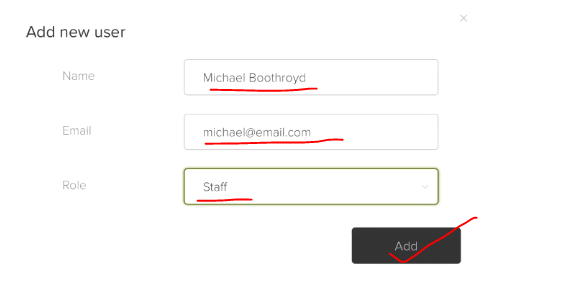 Add new user
Name
Michael Boothroyd
Email
michael@email.com
Role
Staff
Add